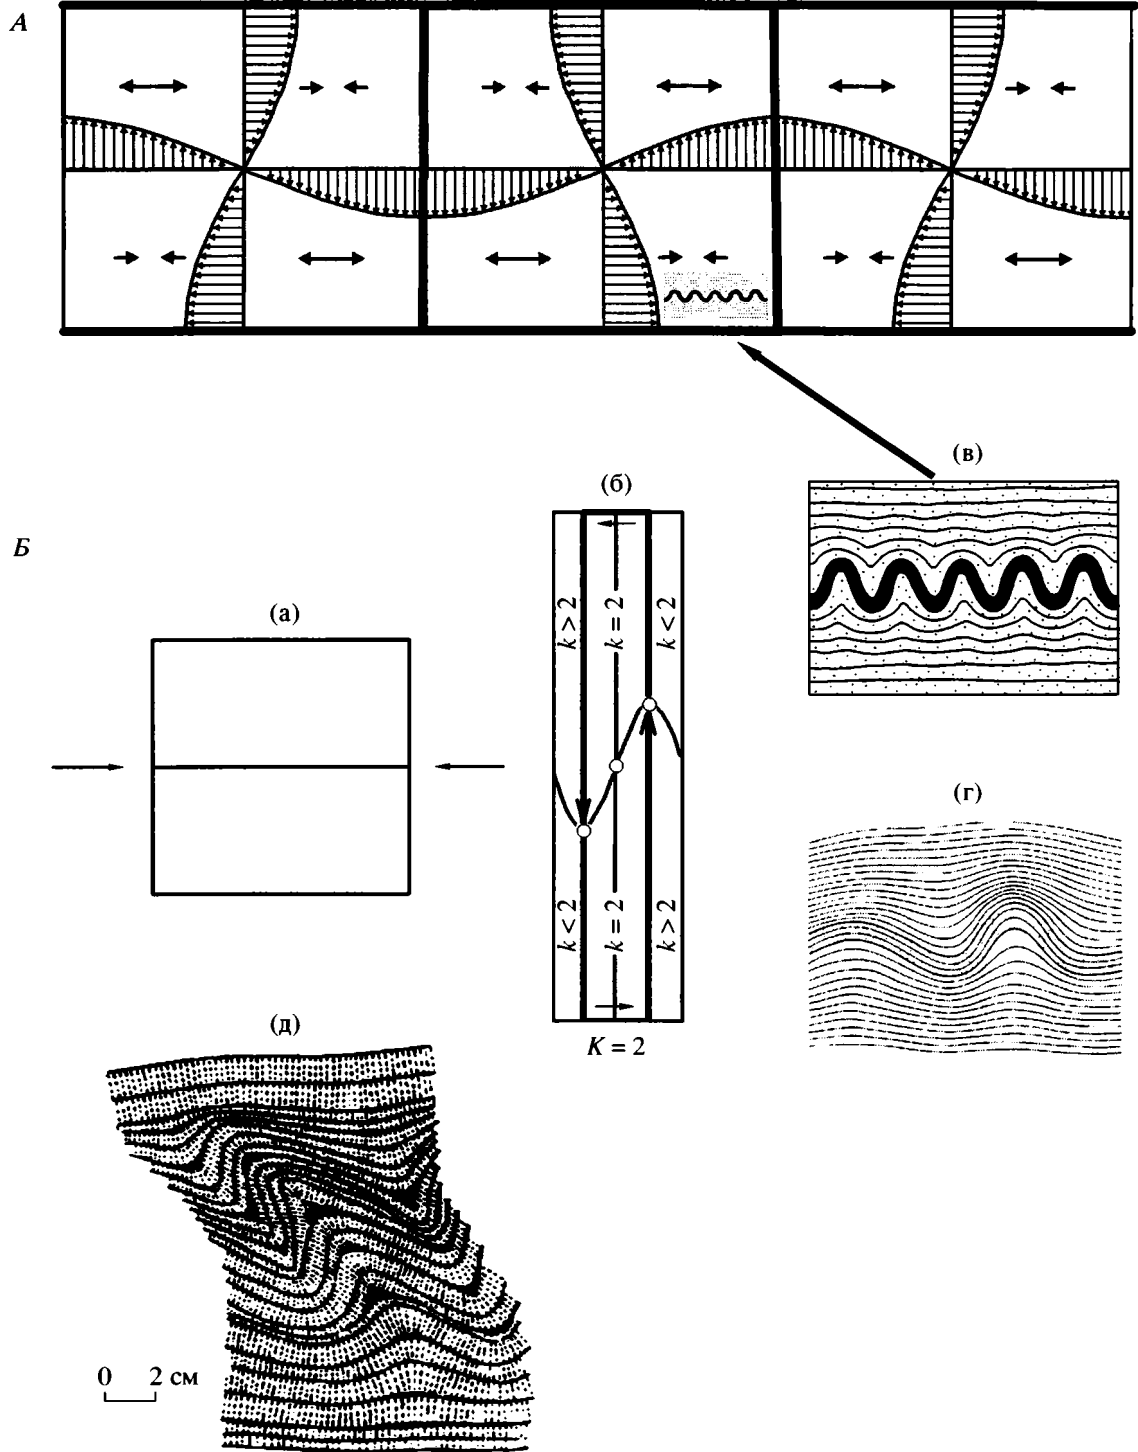 А
(в)
(б)
Б
(а)
k > 2
k = 2
k < 2
(г)
k < 2
k = 2
k > 2
(д)
K = 2
0 2 см